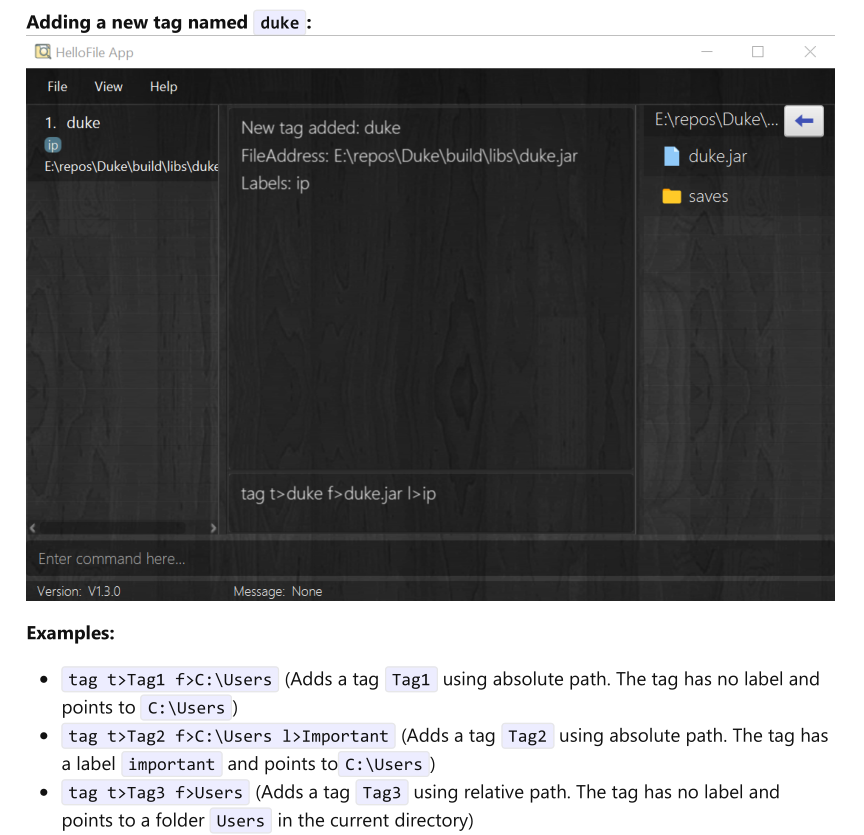 Adding a new tag named duke :
HelloFile App
File View Help
1. duke
ip
E:\repos\Duke\build\libs\duke
New tag added: duke
FileAddress: E:\repos\Duke\build\libs\duke.jar
Labels: ip
E:\repos\Duke\...
duke.jar
saves
tag t>duke f>duke.jar l>ip
Enter command here...
Version: V1.3.0
Message: None
Examples:
tag t>Tag1 f>C:\Users (Adds a tag Tag1 using absolute path. The tag has no label and
points to C:\Users )
tag t>Tag2 f>C:\Users l>Important (Adds a tag Tag2 using absolute path. The tag has
a label important and points to C:\Users )
tag t>Tag3 f>Users (Adds a tag Tag3 using relative path. The tag has no label and
points to a folder Users in the current directory)